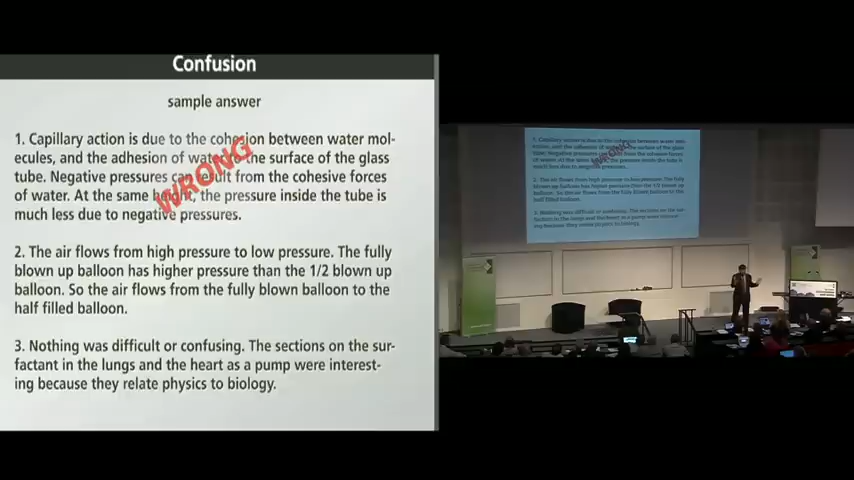 Confusion
sample answer
1. Capillary action is due to the cohesion between water mol-
ecules, and the adhesion of water to the surface of the glass
tube. Negative pressures can result from the cohesive forces
of water. At the same height, the pressure inside the tube is
much less due to negative pressures.
WRONG
2. The air flows from high pressure to low pressure. The fully
blown up balloon has higher pressure than the 1/2 blown up
balloon. So the air flows from the fully blown balloon to the
half filled balloon.
3. Nothing was difficult or confusing. The sections on the sur-
factant in the lungs and the heart as a pump were interest-
ing because they relate physics to biology.